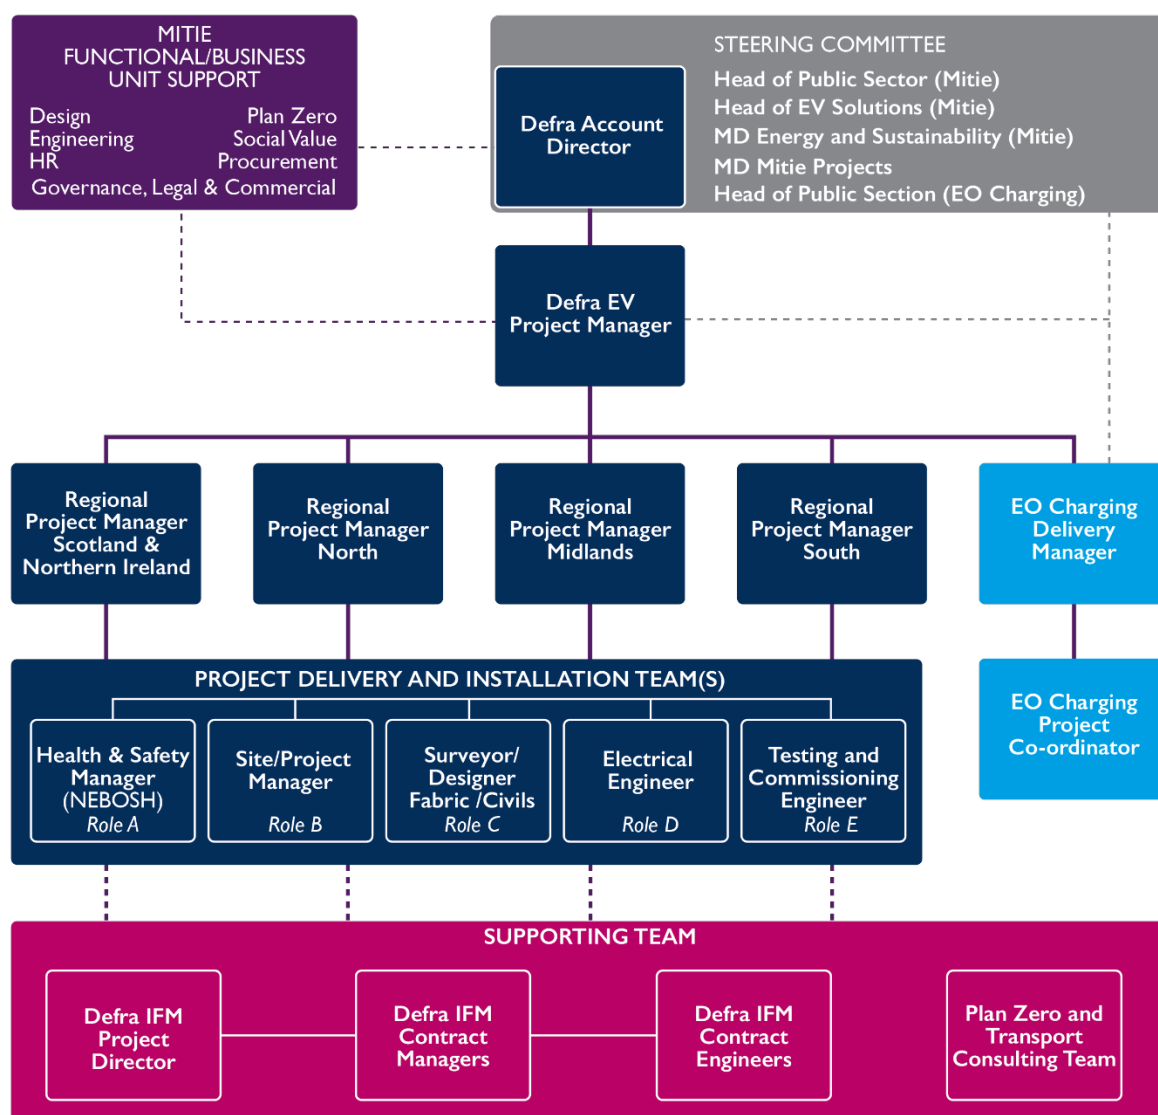 MITIE
FUNCTIONAL/BUSINESS
UNIT SUPPORT
Design Plan Zero
Engineering Social Value
HR Procurement
Governance, Legal & Commercial
STEERING COMMITTEE
Head of Public Sector (Mitie)
Head of EV Solutions (Mitie)
MD Energy and Sustainability (Mitie)
MD Mitie Projects
Head of Public Section (EO Charging)
Defra Account
Director
Defra EV
Project Manager
Regional
Project Manager
Scotland &
Northern Ireland
Regional
Project Manager
North
Regional
Project Manager
Midlands
Regional
Project Manager
South
EO Charging
Delivery
Manager
PROJECT DELIVERY AND INSTALLATION TEAM(S)
Health & Safety
Manager
(NEBOSH)
Role A
Site/Project
Manager
Role B
Surveyor/
Designer
Fabric /Civils
Role C
Electrical
Engineer
Role D
Testing and
Commissioning
Engineer
Role E
EO Charging
Project
Co-ordinator
SUPPORTING TEAM
Defra IFM
Project
Director
Defra IFM
Contract
Managers
Defra IFM
Contract
Engineers
Plan Zero and
Transport
Consulting Team